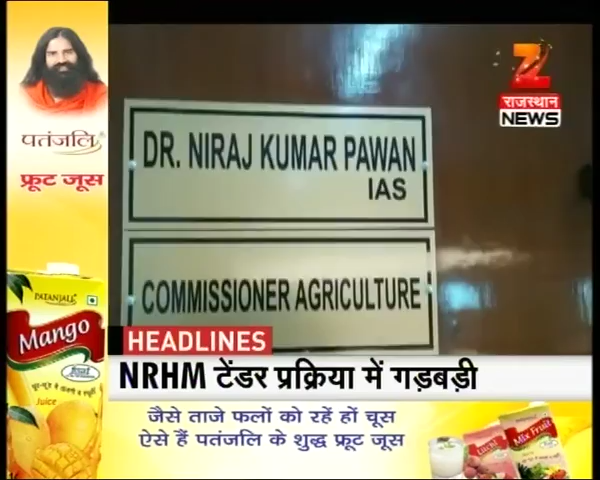 राजस्थान
NEWS
DR. NIRAJ KUMAR PAWAN
IAS
COMMISSIONER AGRICULTURE
पतंजलि
फ्रूट जूस
PATANJALI
Mango
Juice
HEADLINES
NRHM टेंडर प्रक्रिया में गड़बड़ी
जैसे ताजे फलों को रहें हों चूस
ऐसे हैं पतंजलि के शुद्ध फ्रूट जूस
Litchi
Mix Fruit